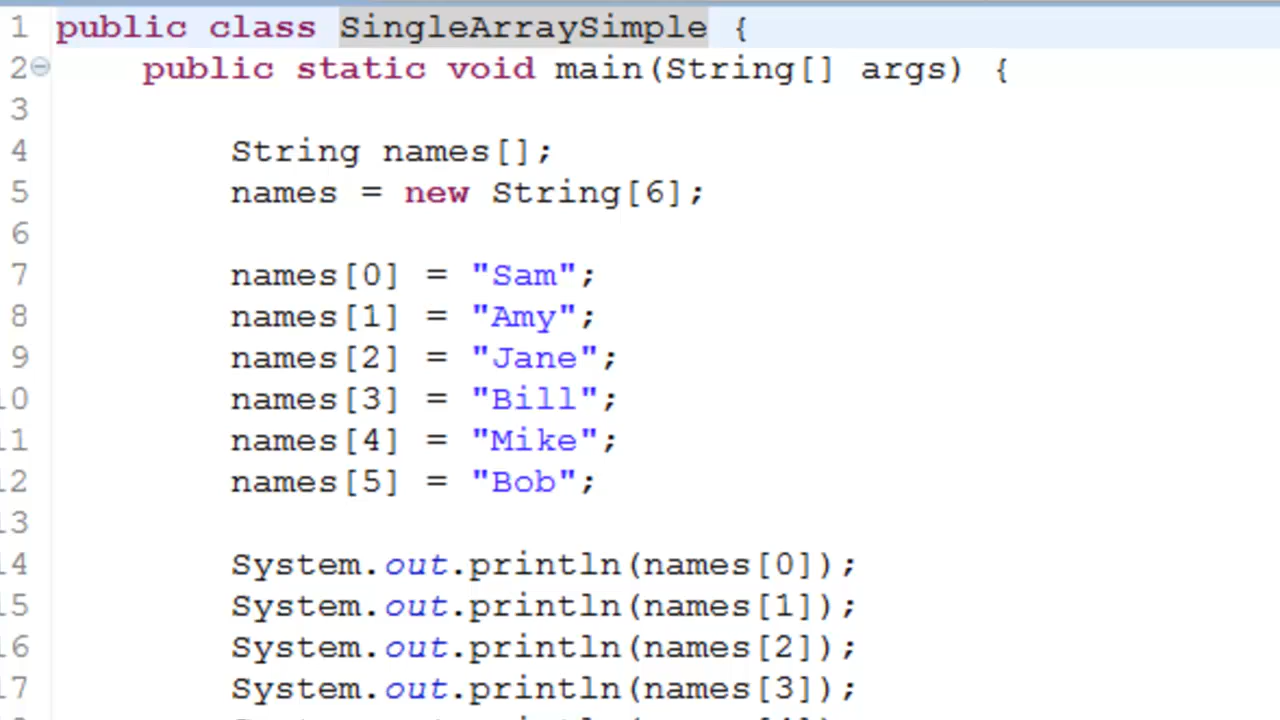 1 public class SingleArraySimple {
2 public static void main(String[] args) {
3
4 String names[];
5 names = new String[6];
6
7 names[0] = "Sam";
8 names[1] = "Amy";
9 names[2] = "Jane";
10 names[3] = "Bill";
11 names[4] = "Mike";
12 names[5] = "Bob";
13
14 System.out.println(names[0]);
15 System.out.println(names[1]);
16 System.out.println(names[2]);
17 System.out.println(names[3]);